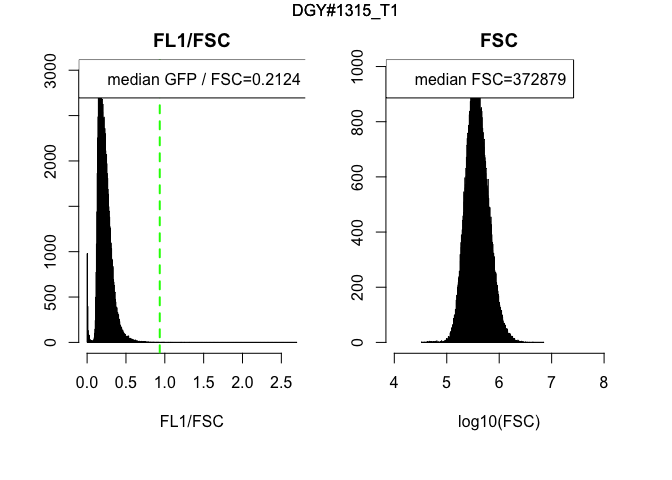 DGY#1315_T1
FL1/FSC
median GFP / FSC=0.2124
3000
2000
1000
500
0
0.0 0.5 1.0 1.5 2.0 2.5
FL1/FSC
FSC
median FSC=372879
1000
800
600
400
200
0
4 5 6 7 8
log10(FSC)